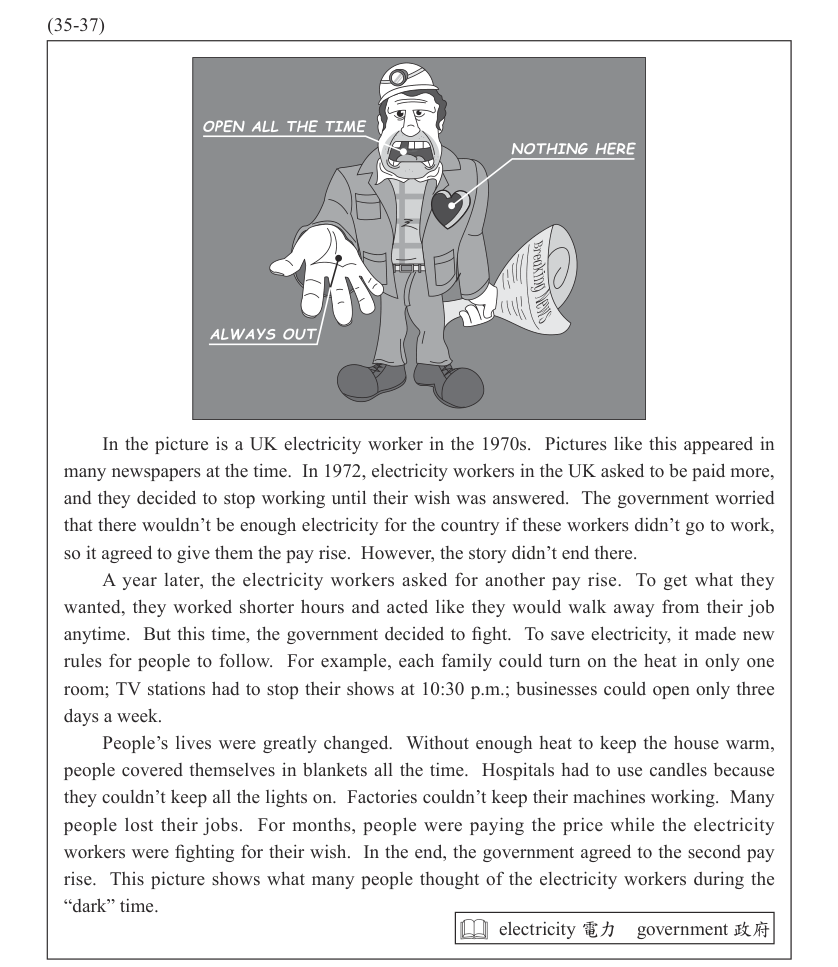 (35-37)
OPEN ALL THE TIME
NOTHING HERE
Breaking News
ALWAYS OUT
In the picture is a UK electricity worker in the 1970s. Pictures like this appeared in
many newspapers at the time. In 1972, electricity workers in the UK asked to be paid more,
and they decided to stop working until their wish was answered. The government worried
that there wouldn’t be enough electricity for the country if these workers didn’t go to work,
so it agreed to give them the pay rise. However, the story didn’t end there.
A year later, the electricity workers asked for another pay rise. To get what they
wanted, they worked shorter hours and acted like they would walk away from their job
anytime. But this time, the government decided to fight. To save electricity, it made new
rules for people to follow. For example, each family could turn on the heat in only one
room; TV stations had to stop their shows at 10:30 p.m.; businesses could open only three
days a week.
People’s lives were greatly changed. Without enough heat to keep the house warm,
people covered themselves in blankets all the time. Hospitals had to use candles because
they couldn’t keep all the lights on. Factories couldn’t keep their machines working. Many
people lost their jobs. For months, people were paying the price while the electricity
workers were fighting for their wish. In the end, the government agreed to the second pay
rise. This picture shows what many people thought of the electricity workers during the
“dark” time.
electricity 電力 government 政府